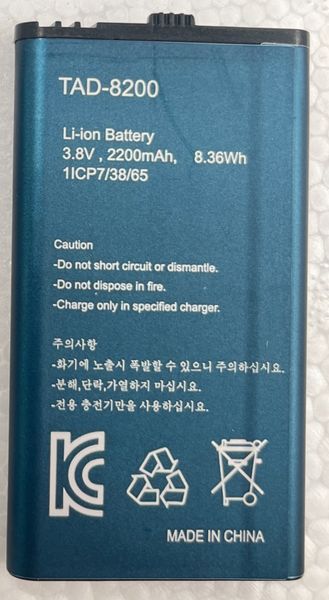 TAD-8200
Li-ion Battery
3.8V , 2200mAh, 8.36Wh
1ICP7/38/65
Caution
-Do not short circuit or dismantle.
-Do not dispose in fire.
-Charge only in specified charger.
주의사항
-화기에 노출시 폭발할 수 있으니 주의하십시요.
-분해,단락,가열하지 마십시요.
-전용 충전기만을 사용하십시요.
MADE IN CHINA